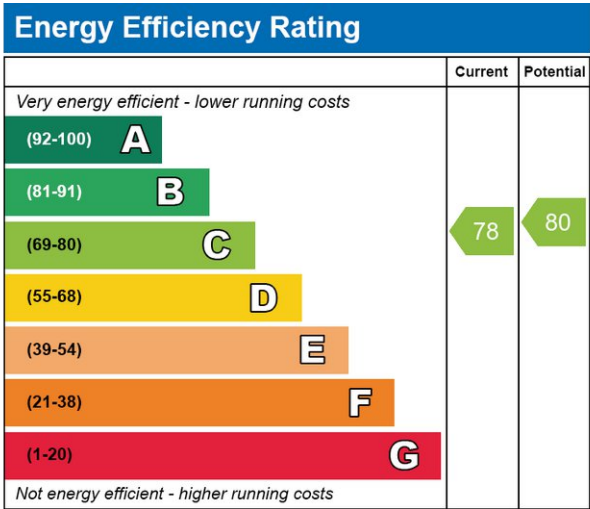 Energy Efficiency Rating
Current Potential
Very energy efficient - lower running costs
(92-100) A
(81-91) B
(69-80) C
78 80
(55-68) D
(39-54) E
(21-38) F
(1-20) G
Not energy efficient - higher running costs